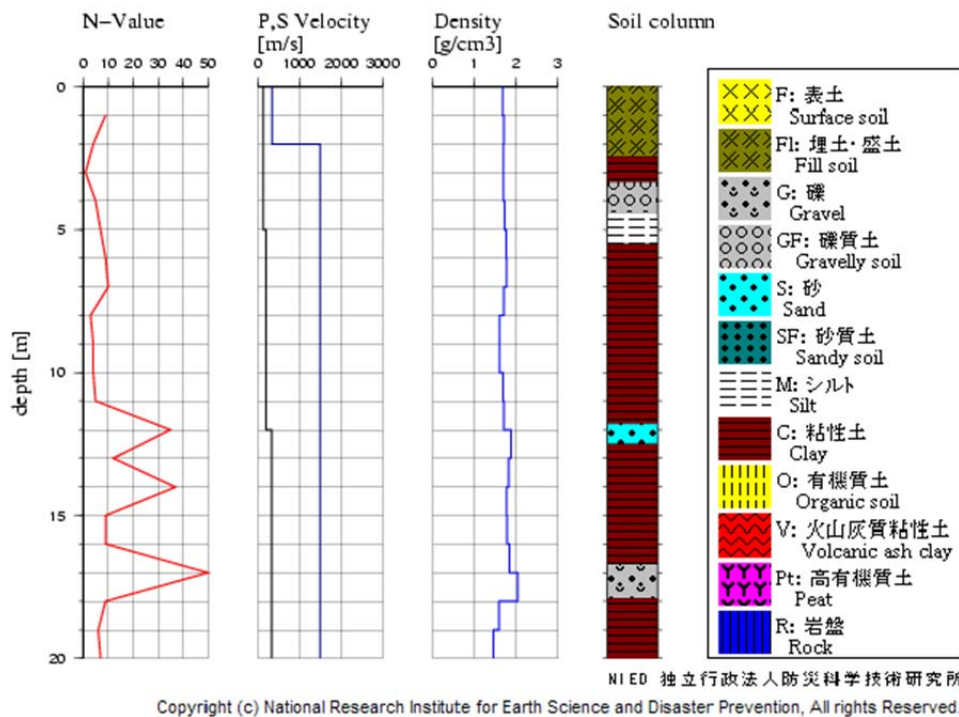 N-Value
P,S Velocity
[m/s]
Density
[g/cm3]
Soil column
0 10 20 30 40 50
0 1000 2000 3000
0 1 2 3
0
5
10
15
20
depth [m]
F: 表土
Surface soil
Fl: 埋土・盛土
Fill soil
G: 礫
Gravel
GF: 礫質土
Gravelly soil
S: 砂
Sand
SF: 砂質土
Sandy soil
M: シルト
Silt
C: 粘性土
Clay
O: 有機質土
Organic soil
V: 火山灰質粘性土
Volcanic ash clay
Pt: 高有機質土
Peat
R: 岩盤
Rock
NIED 独立行政法人防災科学技術研究所
Copyright (c) National Research Institute for Earth Science and Disaster Prevention, All rights Reserved.